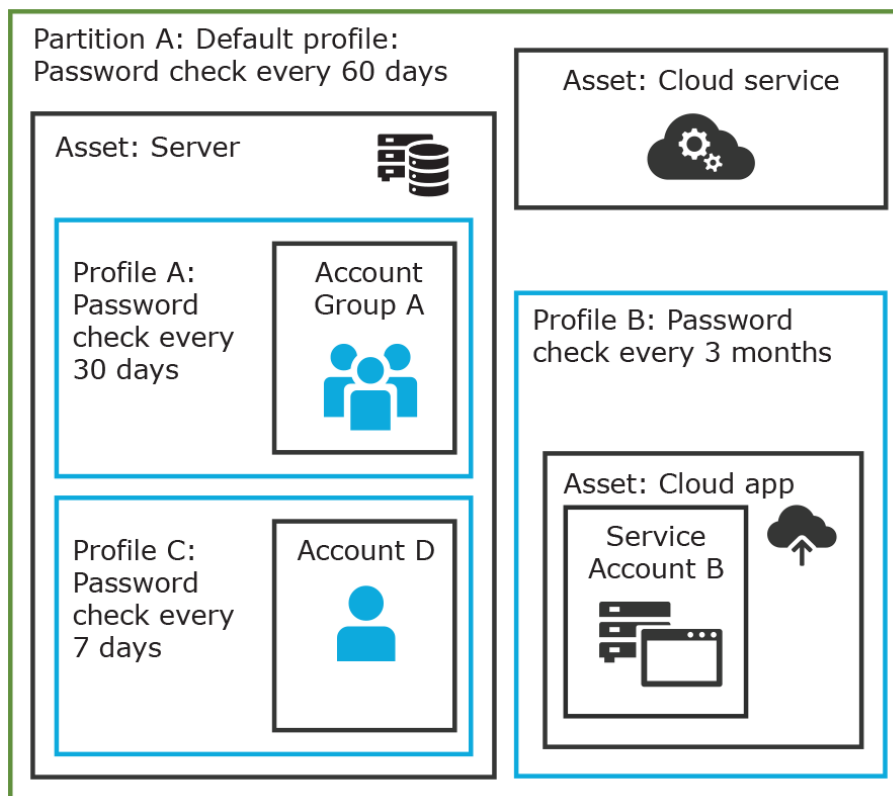 Partition A: Default profile:
Password check every 60 days
Asset: Server
Profile A:
Password
check every
30 days
Account
Group A
Profile C:
Password
check every
7 days
Account D
Asset: Cloud service
Profile B: Password
check every 3 months
Asset: Cloud app
Service
Account B